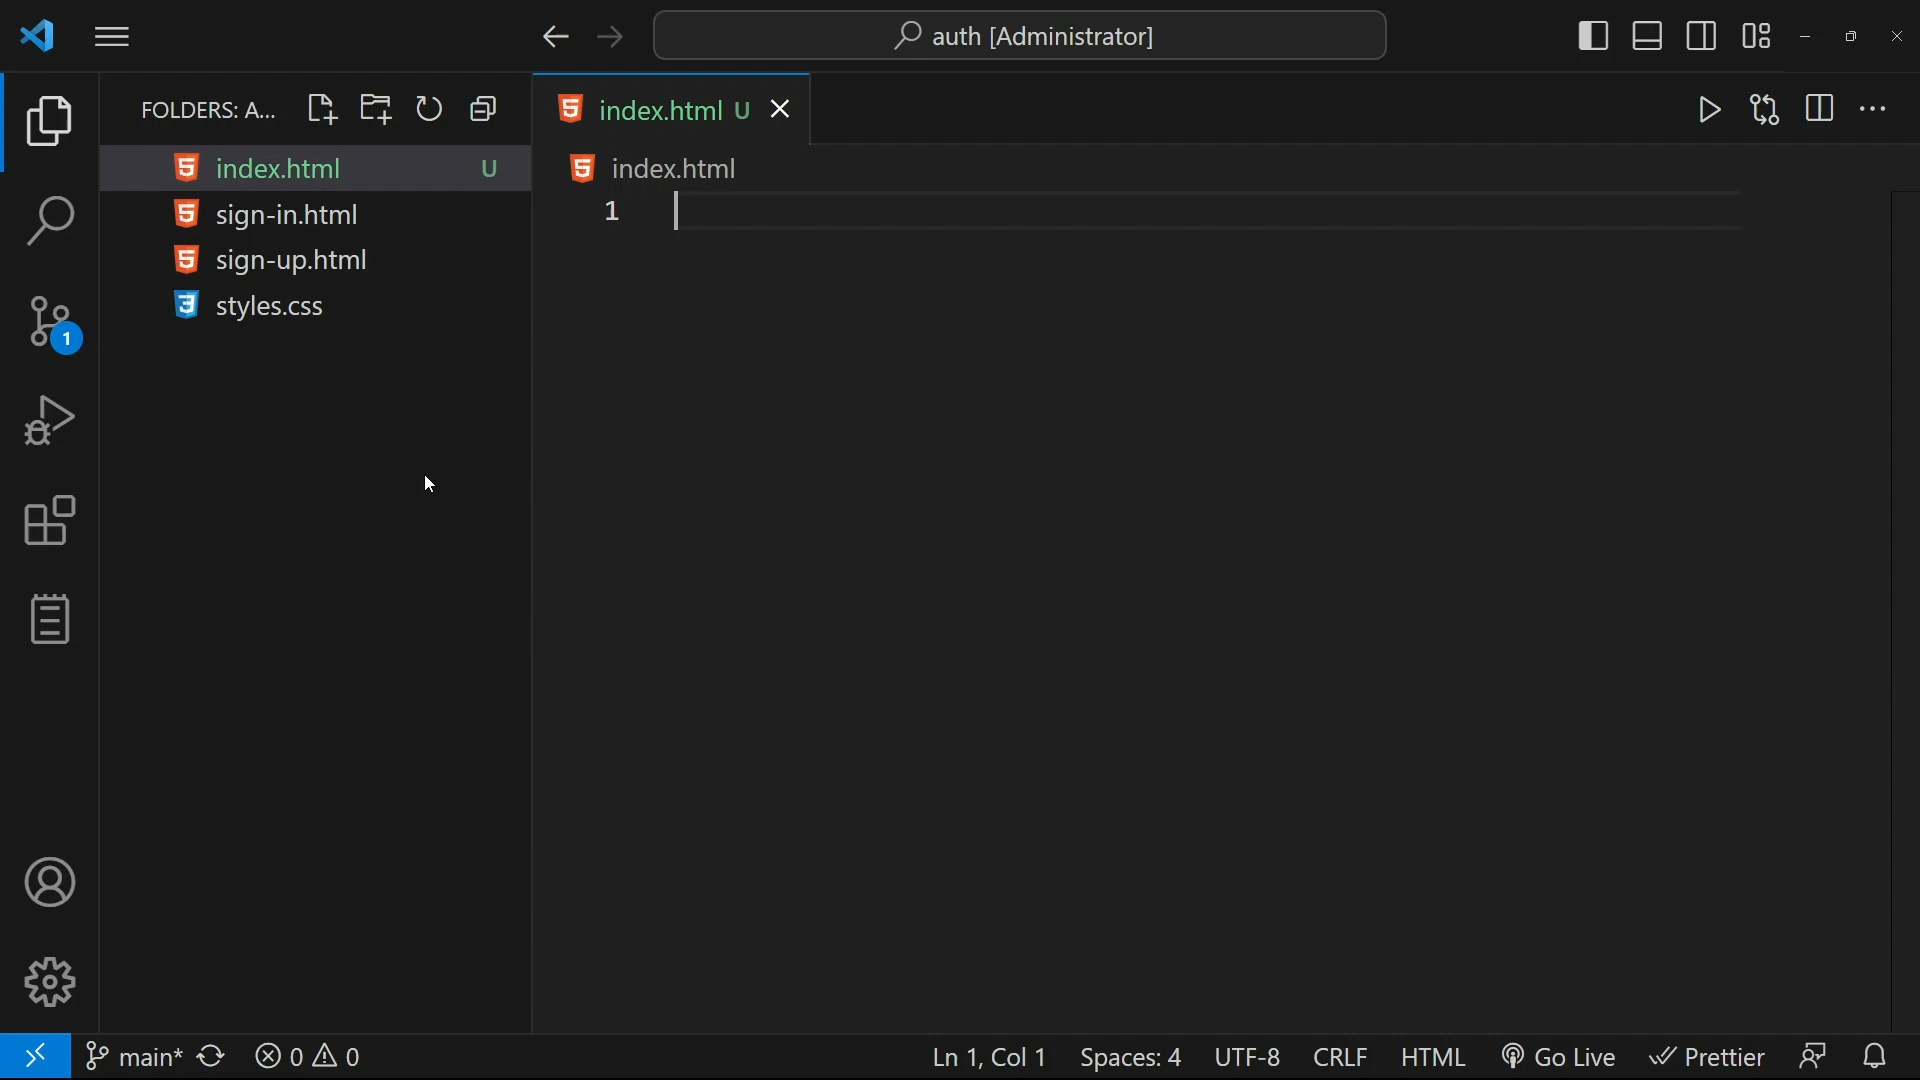 auth [Administrator]
FOLDERS: A...
index.html U
index.html U
sign-in.html
sign-up.html
styles.css
index.html
1
1
main* 0 0 Ln 1, Col 1 Spaces: 4 UTF-8 CRLF HTML Go Live Prettier